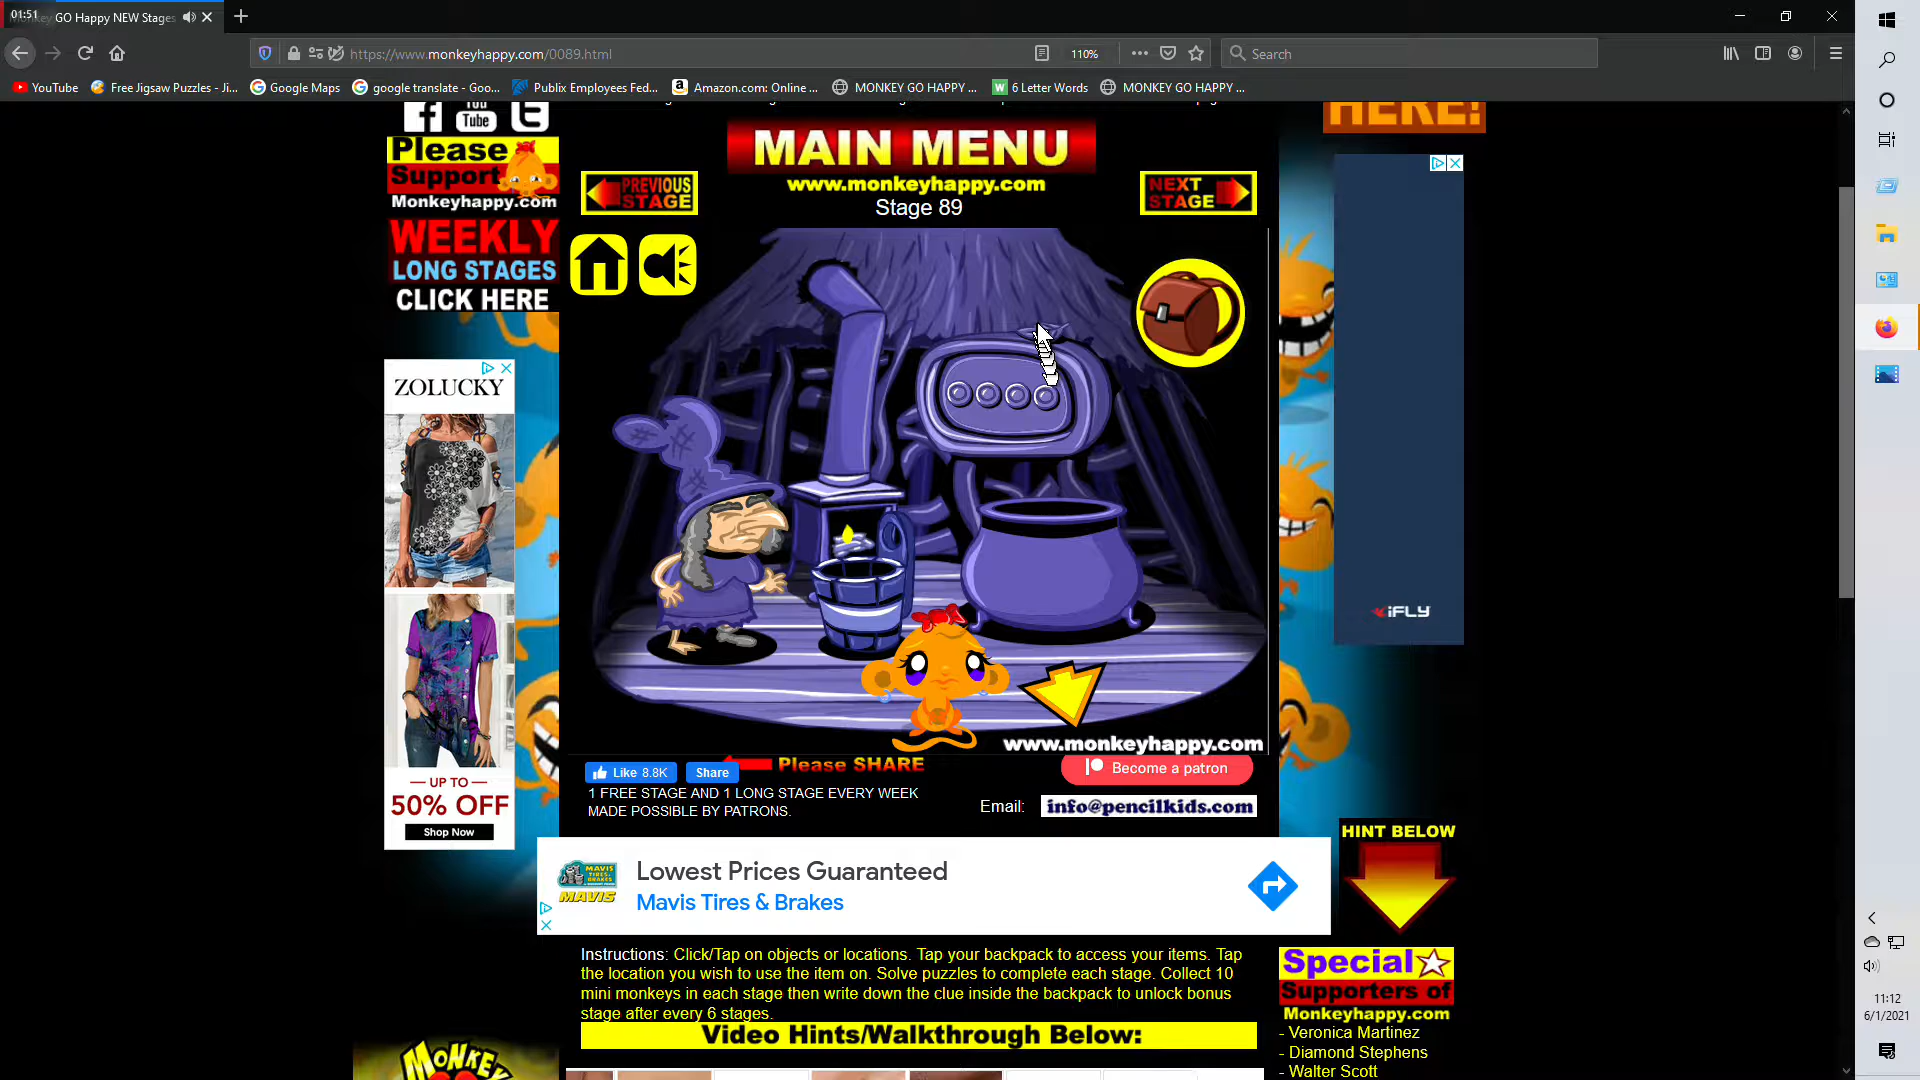 01:51
GO Happy NEW Stages
https://www.monkeyhappy.com/0089.html
110%
Search
YouTube
Free Jigsaw Puzzles - Ji...
Google Maps
google translate - Goo...
Publix Employees Fed...
Amazon.com: Online ...
MONKEY GO HAPPY ...
6 Letter Words
MONKEY GO HAPPY ...
You
Tube
HERE!
Please
Support
Monkeyhappy.com
WEEKLY
LONG STAGES
CLICK HERE
MAIN MENU
www.monkeyhappy.com
PREVIOUS
STAGE
Stage 89
NEXT
STAGE
ZOLUCKY
— UP TO —
50% OFF
Shop Now
iFLY
www.monkeyhappy.com
Like 8.8K
Share
Please SHARE
Become a patron
1 FREE STAGE AND 1 LONG STAGE EVERY WEEK
MADE POSSIBLE BY PATRONS.
Email:
info@pencilkids.com
HINT BELOW
MAVIS
Lowest Prices Guaranteed
Mavis Tires & Brakes
Instructions: Click/Tap on objects or locations. Tap your backpack to access your items. Tap
the location you wish to use the item on. Solve puzzles to complete each stage. Collect 10
mini monkeys in each stage then write down the clue inside the backpack to unlock bonus
stage after every 6 stages.
Video Hints/Walkthrough Below:
MONKEY
Special
Supporters of
Monkeyhappy.com
- Veronica Martinez
- Diamond Stephens
- Walter Scott
11:12
6/1/2021